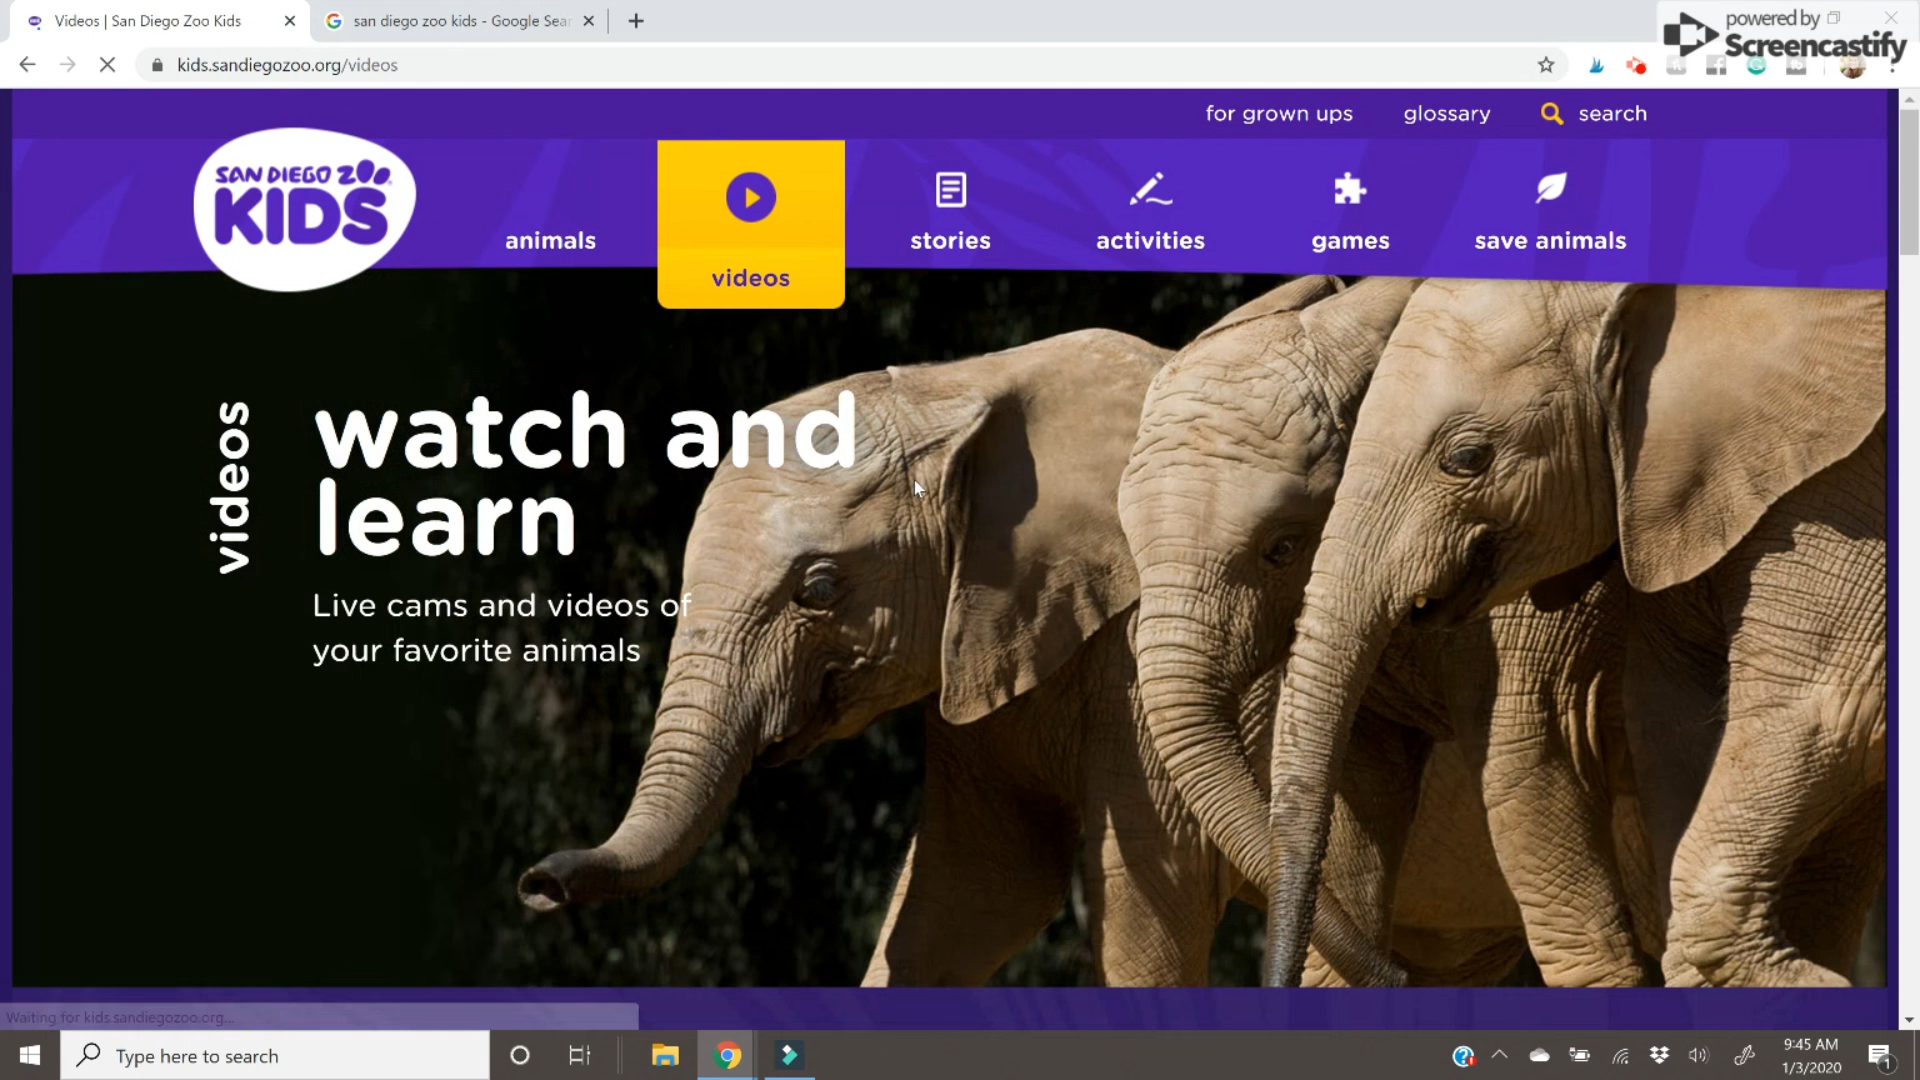 Videos | San Diego Zoo Kids
san diego zoo kids - Google Sear
powered by
Screencastify
kids.sandiegozoo.org/videos
for grown ups
glossary
search
SAN DIEGO ZOO
KIDS
animals
videos
stories
activities
games
save animals
videos
watch and
learn
Live cams and videos of
your favorite animals
Waiting for kids.sandiegozoo.org...
Type here to search
9:45 AM
1/3/2020
1